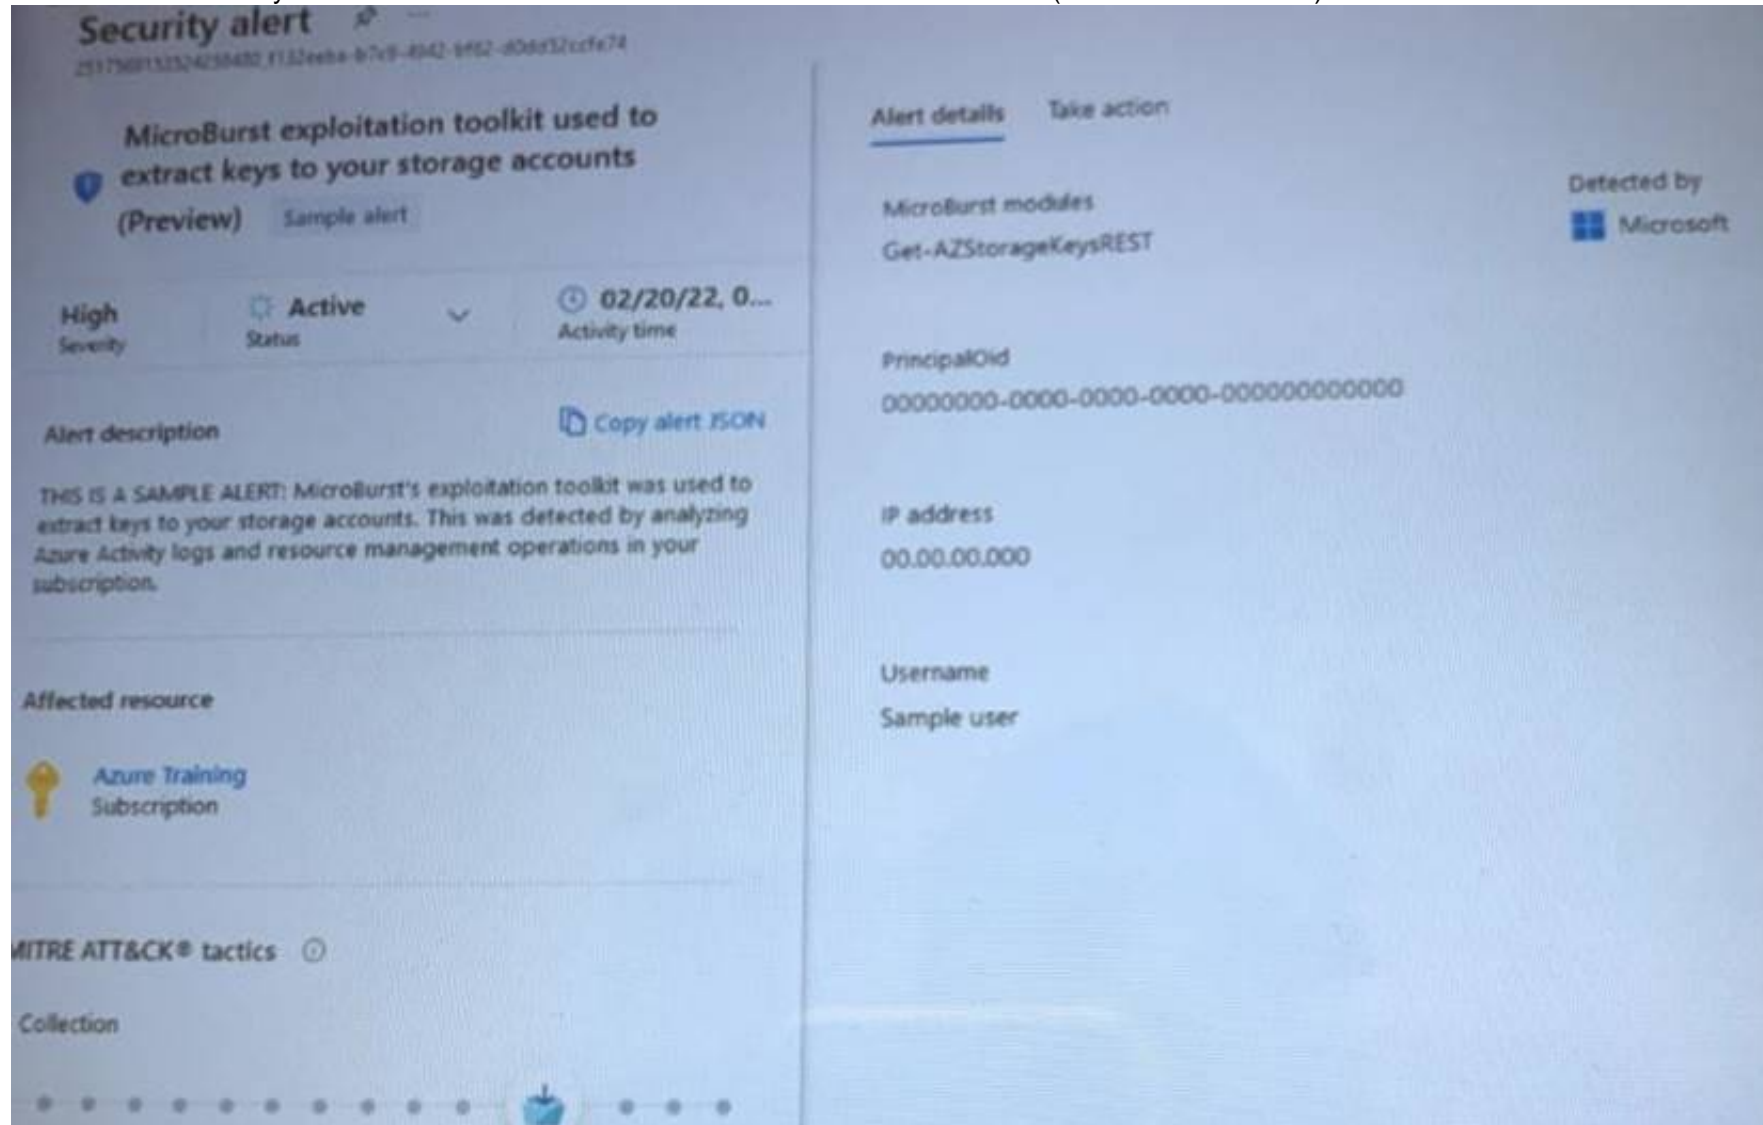 Security alert
MicroBurst exploitation toolkit used to
extract keys to your storage accounts
(Preview) Sample alert
High
Severity
Active
Status
02/20/22, 0...
Activity time
Alert description
Copy alert JSON
THIS IS A SAMPLE ALERT: MicroBurst's exploitation toolkit was used to
extract keys to your storage accounts. This was detected by analyzing
Azure Activity logs and resource management operations in your
subscription.
Affected resource
Azure Training
Subscription
MITRE ATT&CK® tactics
Collection
Alert details
Take action
MicroBurst modules
Get-AZStorageKeysREST
Detected by
Microsoft
PrincipalOid
00000000-0000-0000-0000-000000000000
IP address
00.00.00.000
Username
Sample user